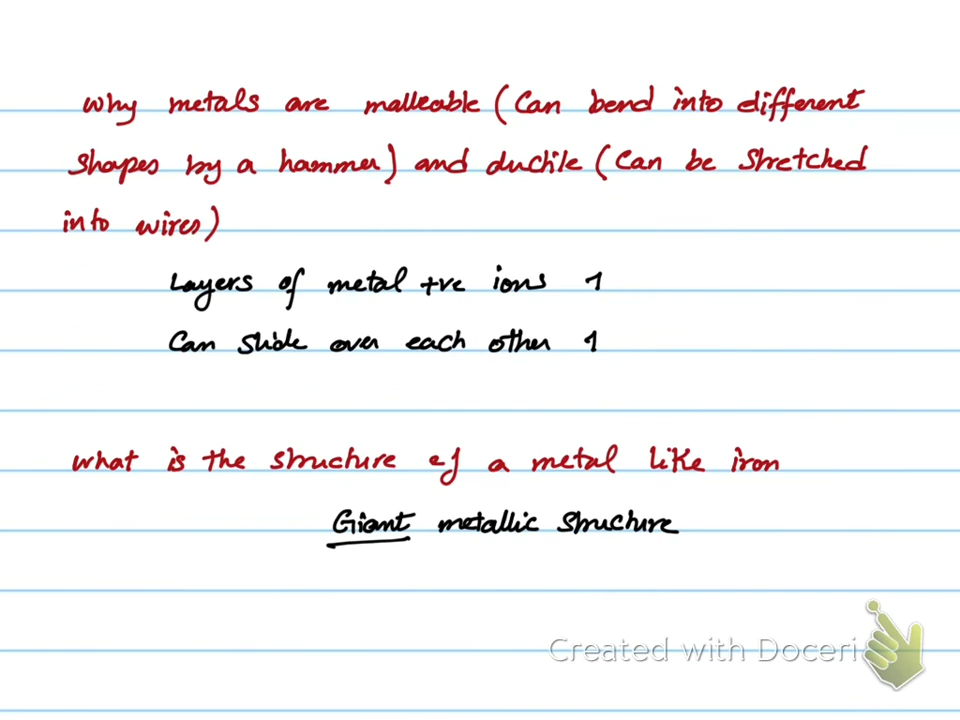 why metals are malleable (can bend into different
shapes by a hammer) and ductile (can be stretched
into wires)
Layers of metal +ve ions 1
Can slide over each other 1
what is the structure of a metal like iron
Giant metallic structure
Created with Doceri